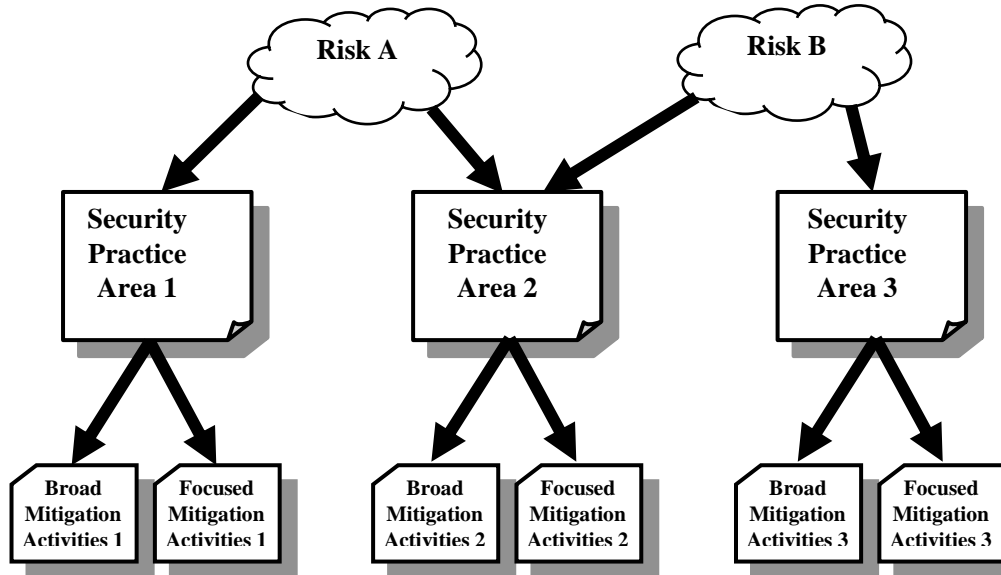 Risk A
Risk B
Security
Practice
Area 1
Security
Practice
Area 2
Security
Practice
Area 3
Broad
Mitigation
Activities 1
Focused
Mitigation
Activities 1
Broad
Mitigation
Activities 2
Focused
Mitigation
Activities 2
Broad
Mitigation
Activities 3
Focused
Mitigation
Activities 3